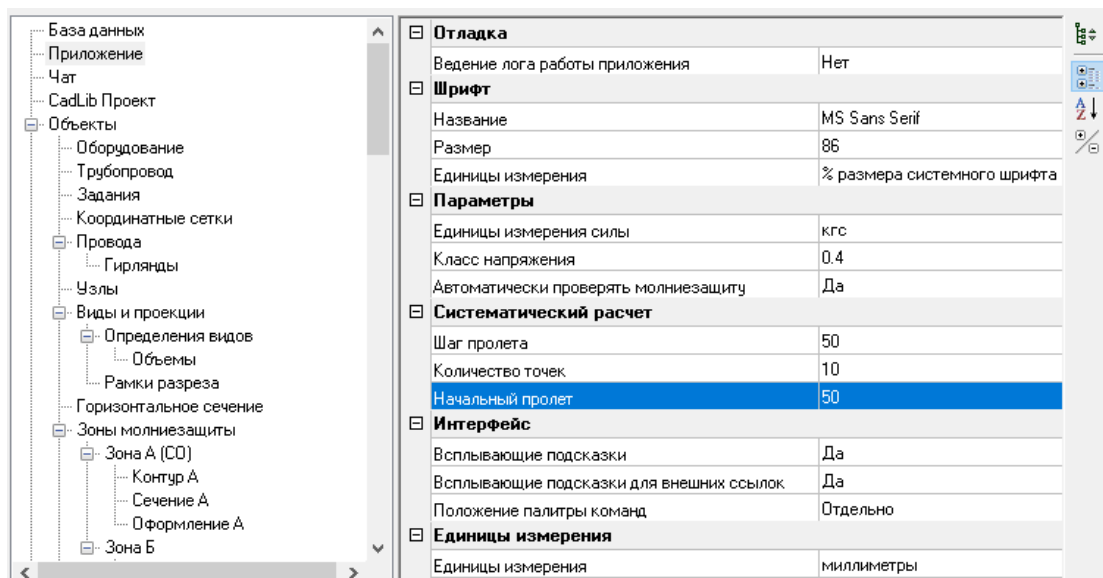 База данных
Приложение
Чат
CadLib Проект
Объекты
Оборудование
Трубопровод
Задания
Координатные сетки
Провода
Гирлянды
Узлы
Виды и проекции
Определения видов
Объемы
Рамки разреза
Горизонтальное сечение
Зоны молниезащиты
Зона А (СО)
Контур А
Сечение А
Оформление А
Зона Б
Отладка
Ведение лога работы приложения Нет
Шрифт
Название MS Sans Serif
Размер 86
Единицы измерения % размера системного шрифта
Параметры
Единицы измерения силы кгс
Класс напряжения 0.4
Автоматически проверять молниезащиту Да
Систематический расчет
Шаг пролета 50
Количество точек 10
Начальный пролет 50
Интерфейс
Всплывающие подсказки Да
Всплывающие подсказки для внешних ссылок Да
Положение палитры команд Отдельно
Единицы измерения
Единицы измерения миллиметры
A
Z